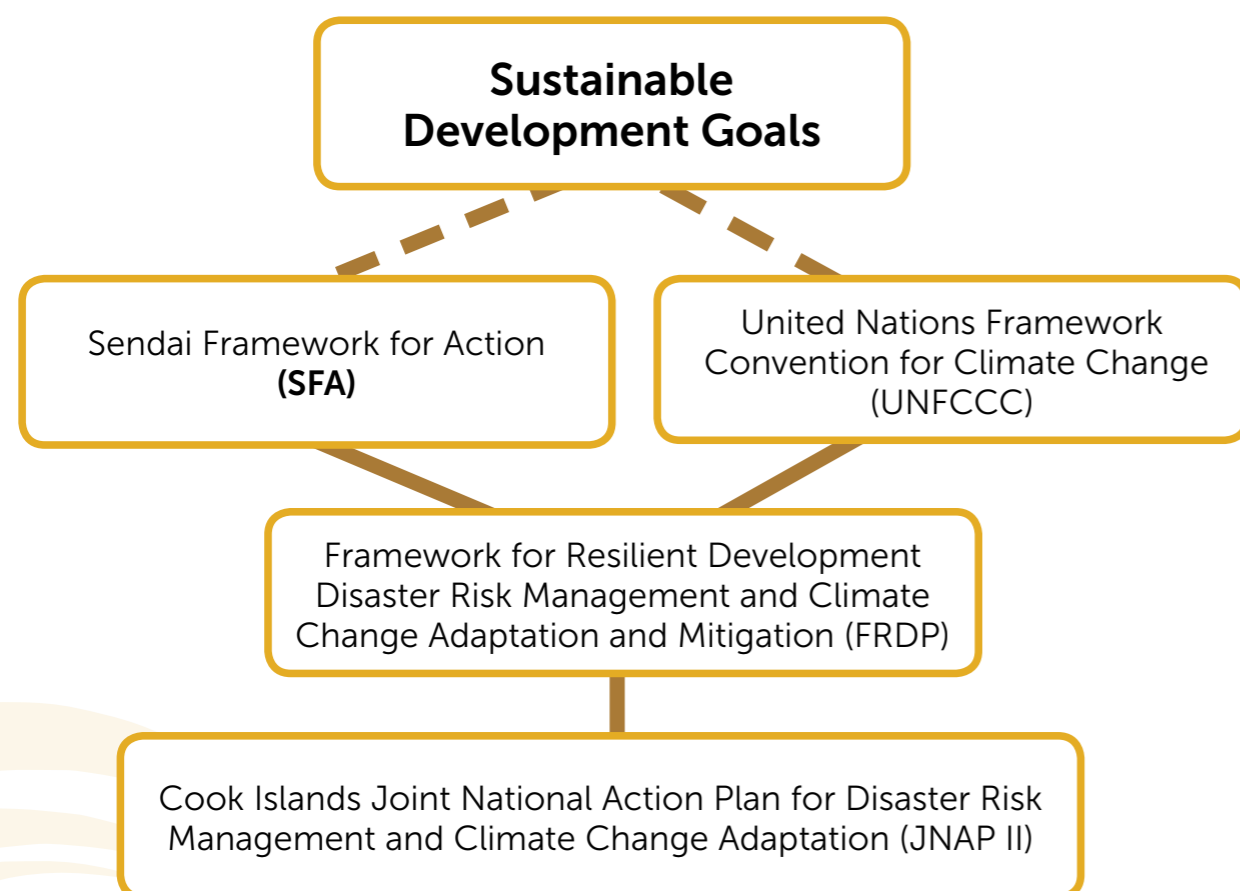 Sustainable
Development Goals
Sendai Framework for Action
(SFA)
United Nations Framework
Convention for Climate Change
(UNFCCC)
Framework for Resilient Development
Disaster Risk Management and Climate
Change Adaptation and Mitigation (FRDP)
Cook Islands Joint National Action Plan for Disaster Risk
Management and Climate Change Adaptation (JNAP II)